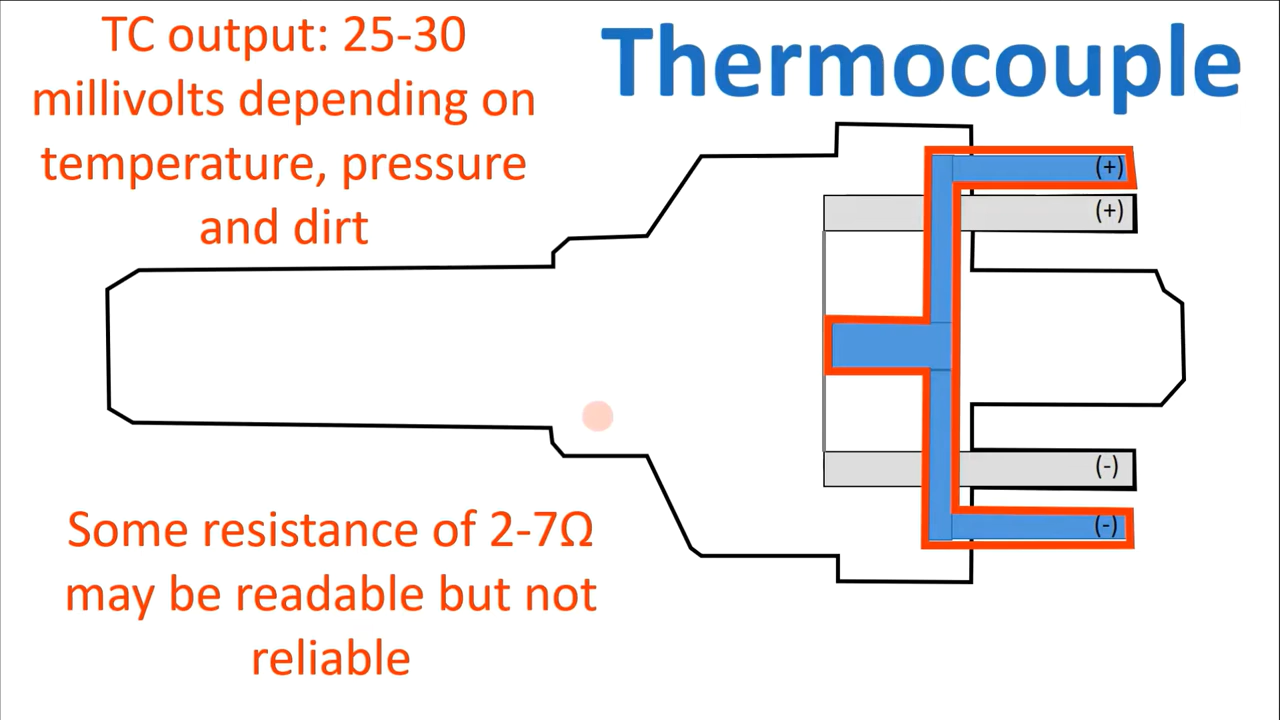 TC output: 25-30
millivolts depending on
temperature, pressure
and dirt
Thermocouple
(+)
(+)
(-)
(-)
Some resistance of 2-7Ω
may be readable but not
reliable